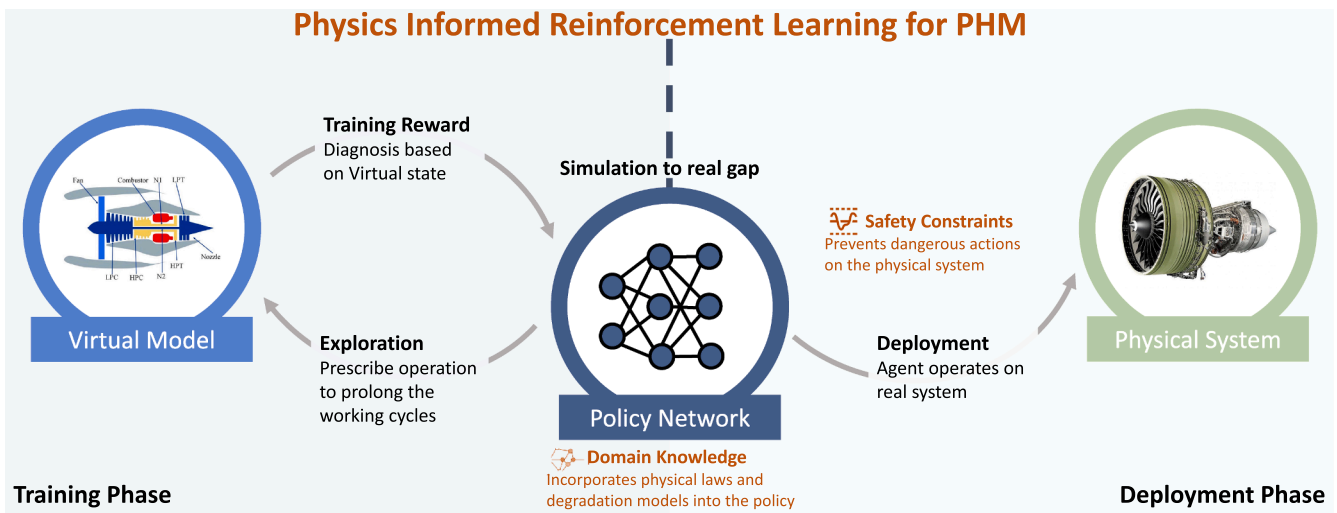 Physics Informed Reinforcement Learning for PHM
Training Reward
Diagnosis based
on Virtual state
Simulation to real gap
Fan
Combustor
N1
LPT
Nozzle
HPT
N2
HPC
LPC
Virtual Model
Exploration
Prescribe operation
to prolong the
working cycles
Policy Network
Domain Knowledge
Incorporates physical laws and
degradation models into the policy
Safety Constraints
Prevents dangerous actions
on the physical system
Deployment
Agent operates on
real system
Physical System
Training Phase
Deployment Phase